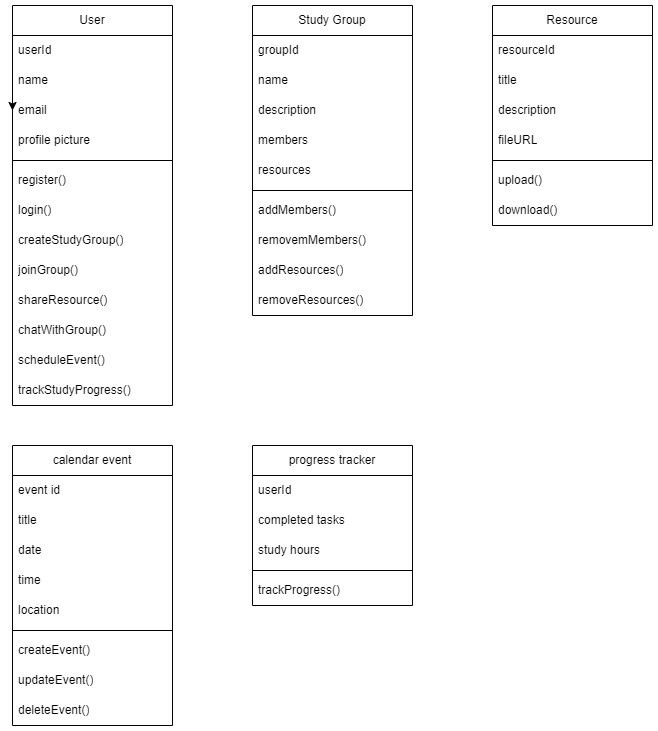 User
userId
name
email
profile picture
register()
login()
createStudyGroup()
joinGroup()
shareResource()
chatWithGroup()
scheduleEvent()
trackStudyProgress()
Study Group
groupId
name
description
members
resources
addMembers()
removemMembers()
addResources()
removeResources()
Resource
resourceId
title
description
fileURL
upload()
download()
calendar event
event id
title
date
time
location
createEvent()
updateEvent()
deleteEvent()
progress tracker
userId
completed tasks
study hours
trackProgress()